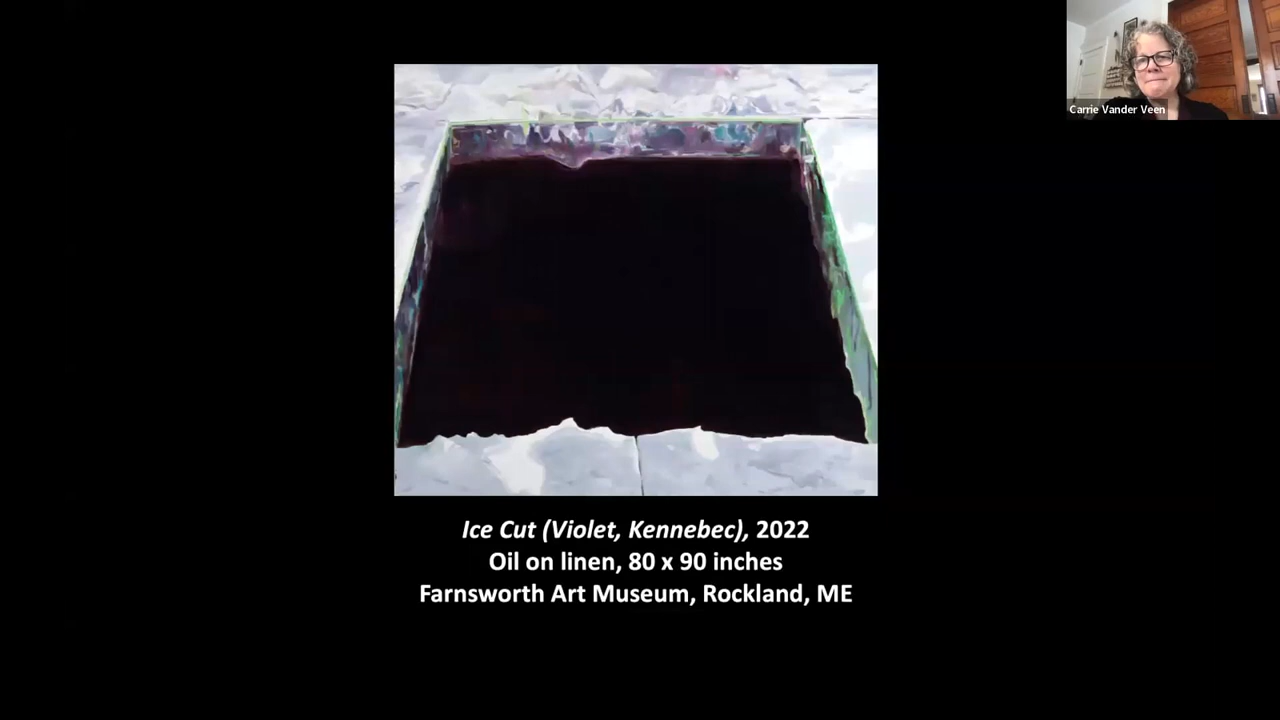 Carrie Vander Veen
Ice Cut (Violet, Kennebec), 2022
Oil on linen, 80 x 90 inches
Farnsworth Art Museum, Rockland, ME